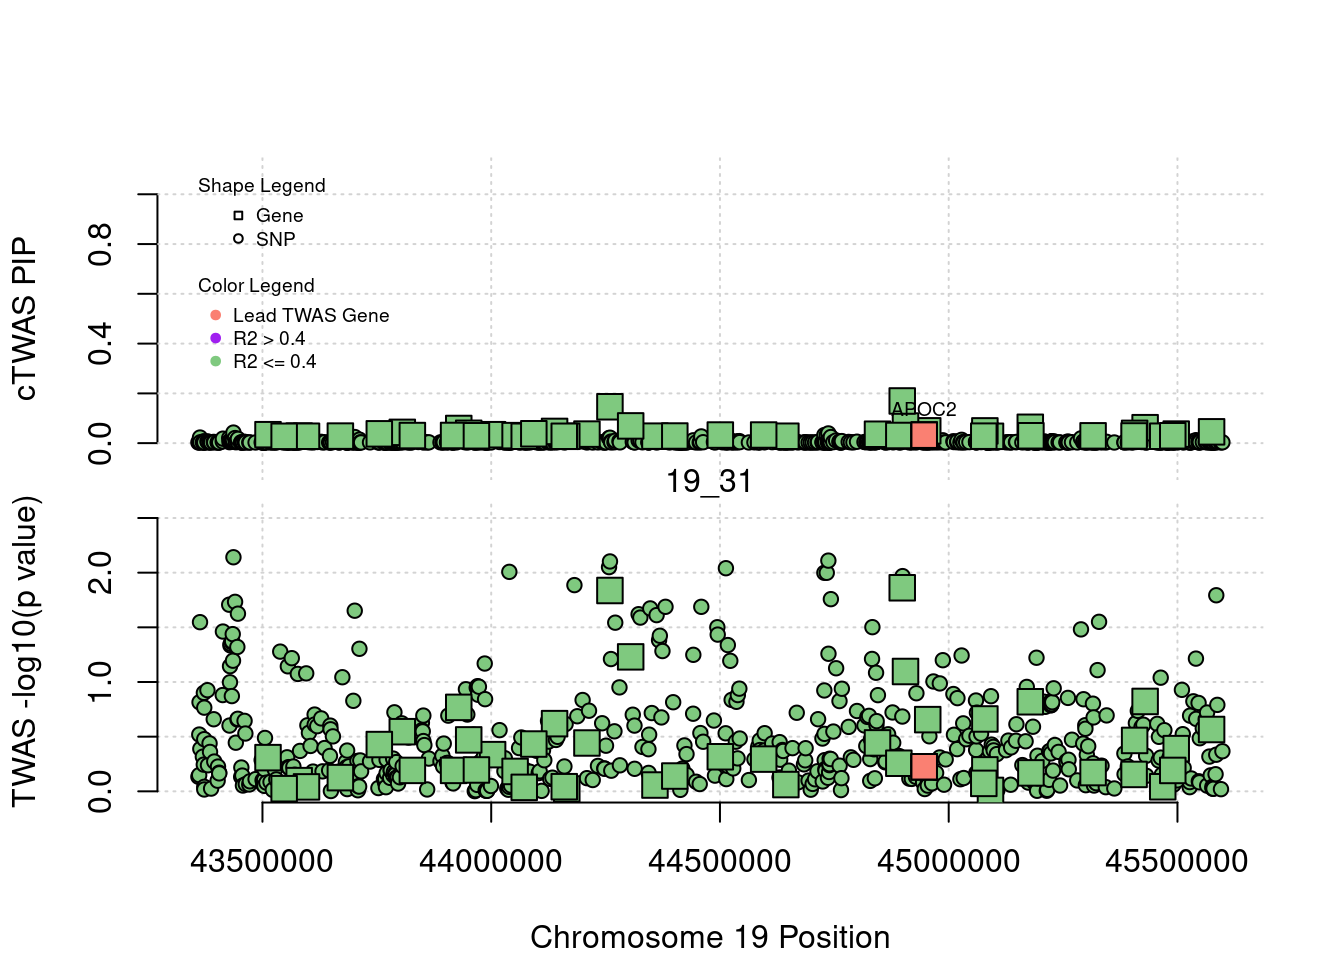 Shape Legend
Gene
SNP
Color Legend
Lead TWAS Gene
R2 > 0.4
R2 <= 0.4
cTWAS PIP
0.0
0.4
0.8
APOC2
19_31
TWAS -log10(p value)
0.0
1.0
2.0
43500000
44000000
44500000
45000000
45500000
Chromosome 19 Position